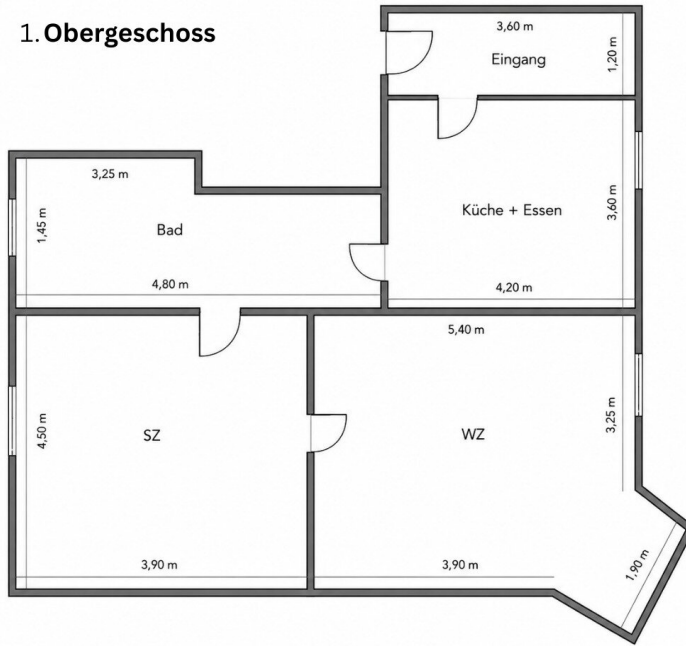 1. Obergeschoss
3,60 m
Eingang
1,20 m
3,25 m
1,45 m
Bad
4,80 m
Küche + Essen
3,60 m
4,20 m
5,40 m
4,50 m
SZ
3,90 m
WZ
3,25 m
3,90 m
1,90 m